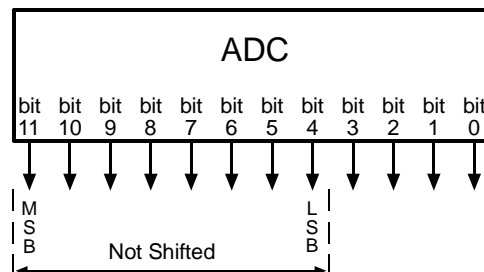 ADC
bit bit bit bit bit bit bit bit bit bit bit bit
11 10 9 8 7 6 5 4 3 2 1 0
M L
S S
B B
Not Shifted